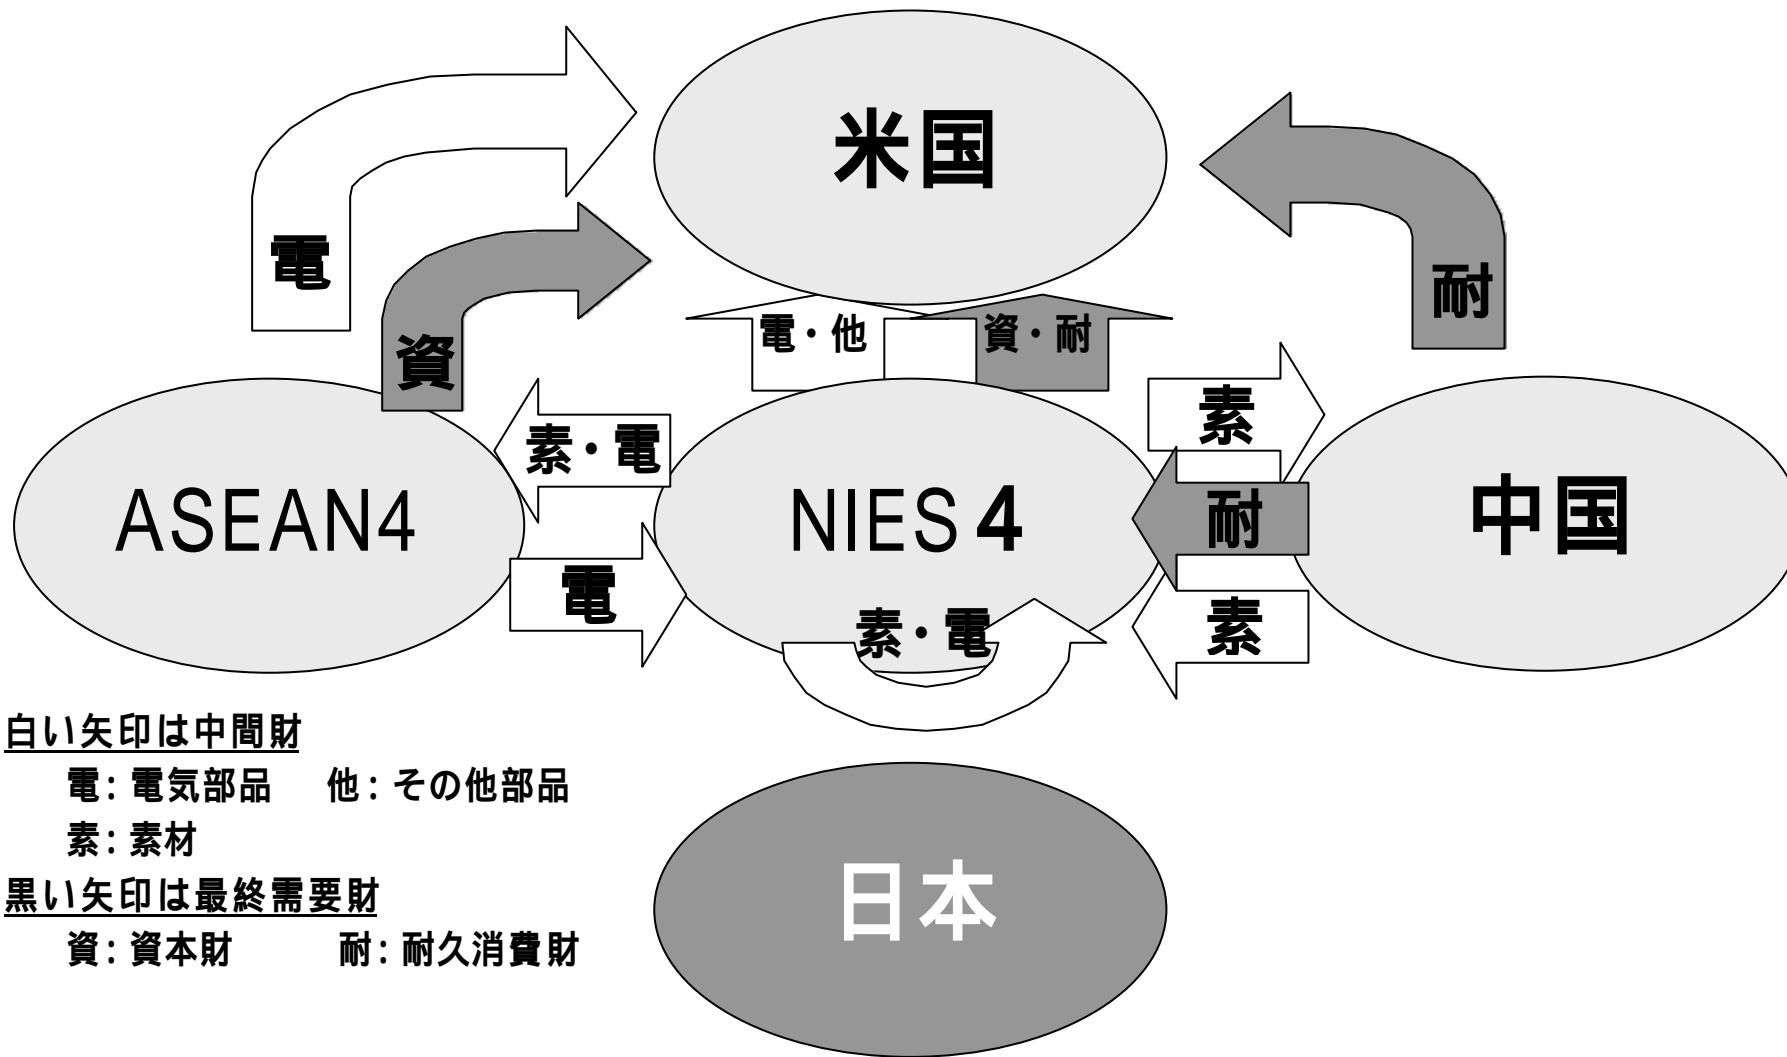 米国
電
耐
電・他
資・耐
資
素
素・電
ASEAN4
NIES 4
耐
中国
電
素・電
素
白い矢印は中間財
電：電気部品 他：その他部品
素：素材
黒い矢印は最終需要財
資：資本財 耐：耐久消費財
日本